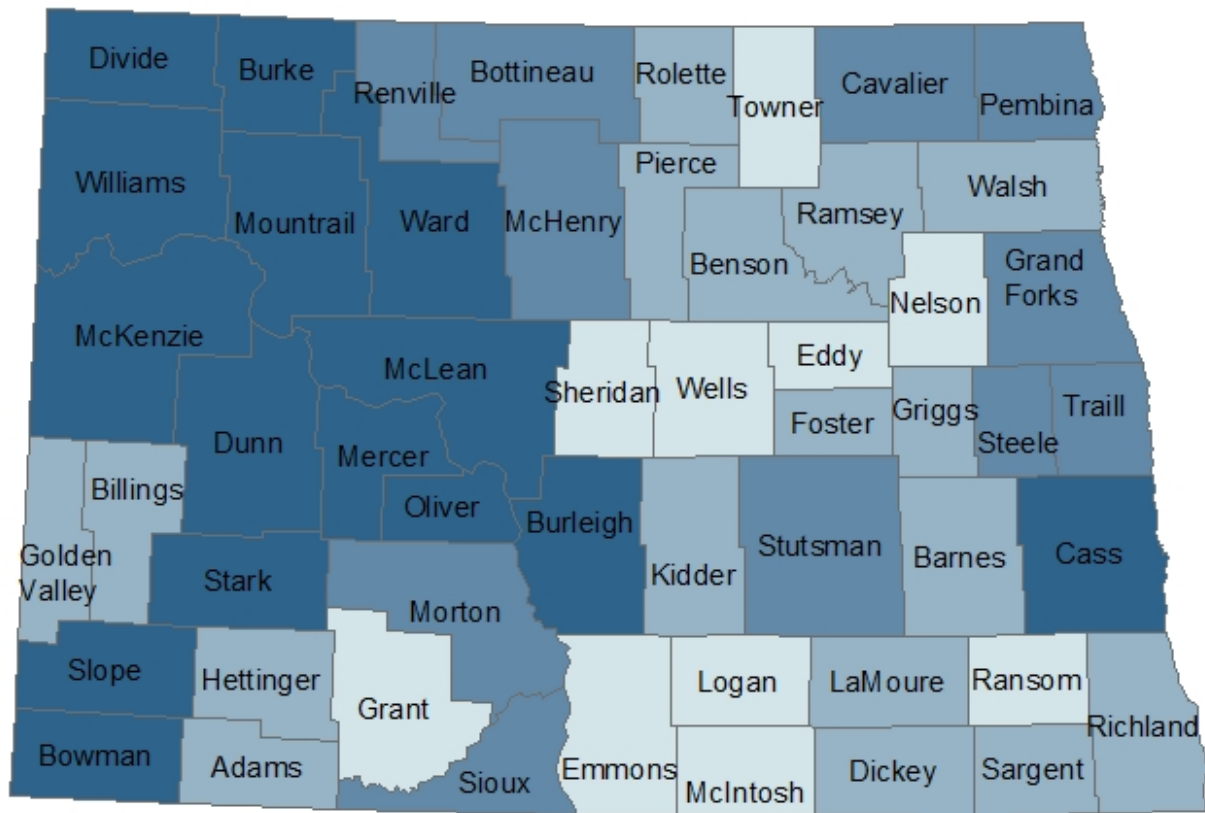 Divide
Burke
Renville
Bottineau
Rolette
Towner
Cavalier
Pembina
Williams
Mountrail
Ward
McHenry
Pierce
Benson
Ramsey
Walsh
Nelson
Grand
Forks
McKenzie
McLean
Sheridan
Wells
Eddy
Foster
Griggs
Steele
Traill
Dunn
Mercer
Oliver
Billings
Golden
Valley
Stark
Burleigh
Kidder
Stutsman
Barnes
Cass
Morton
Slope
Hettinger
Grant
Logan
LaMoure
Ransom
Richland
Bowman
Adams
Sioux
Emmons
McIntosh
Dickey
Sargent